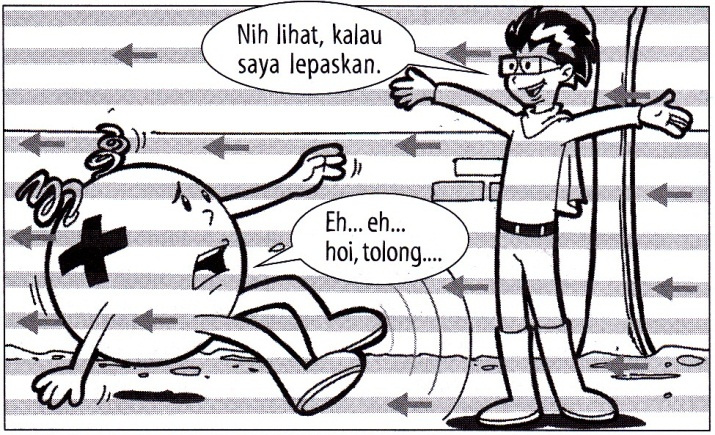 Nih lihat, kalau
saya lepaskan.
Eh... eh...
hoi, tolong....